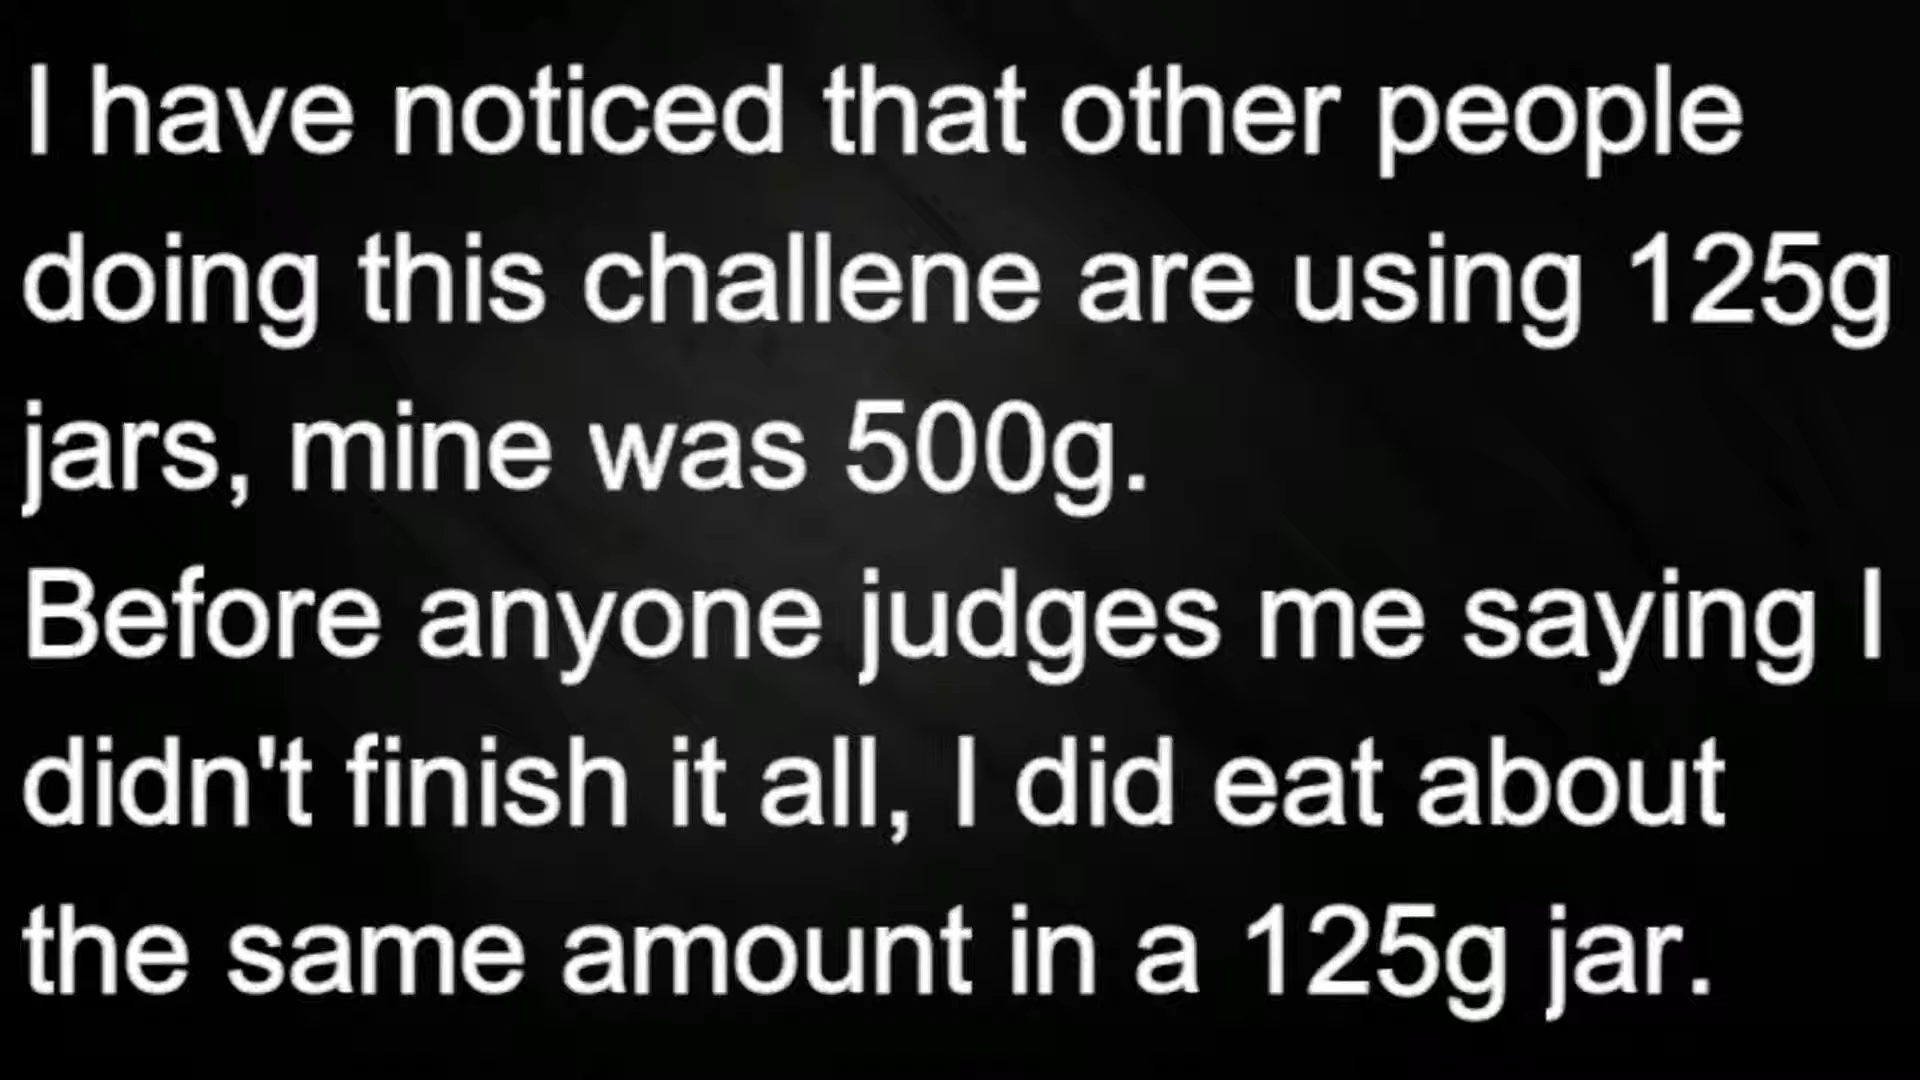 I have noticed that other people
doing this challene are using 125g
jars, mine was 500g.
Before anyone judges me saying I
didn't finish it all, I did eat about
the same amount in a 125g jar.